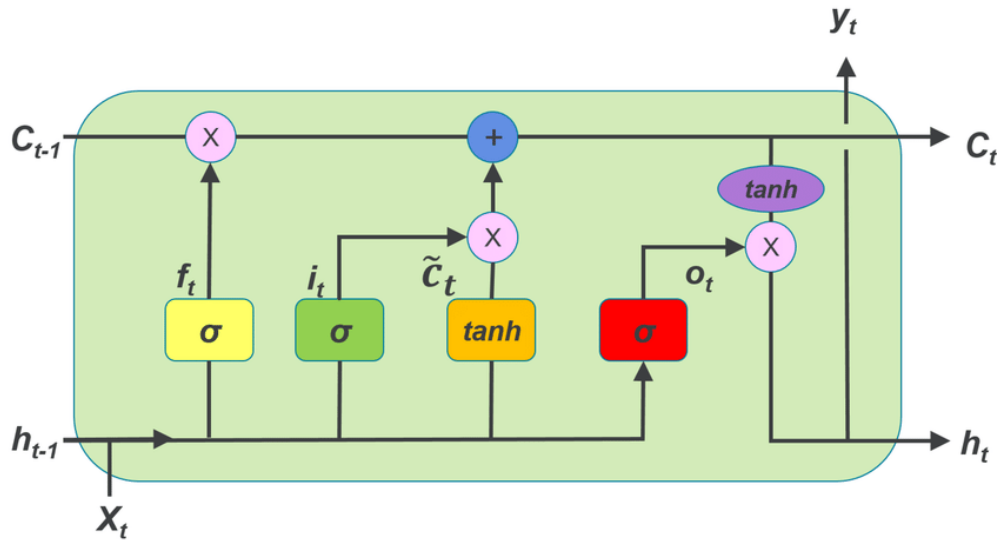 yₜ
Cₜ₋₁ X + Cₜ
tanh
X X
fₜ iₜ c̃ₜ oₜ
σ σ tanh σ
hₜ₋₁ hₜ
Xₜ